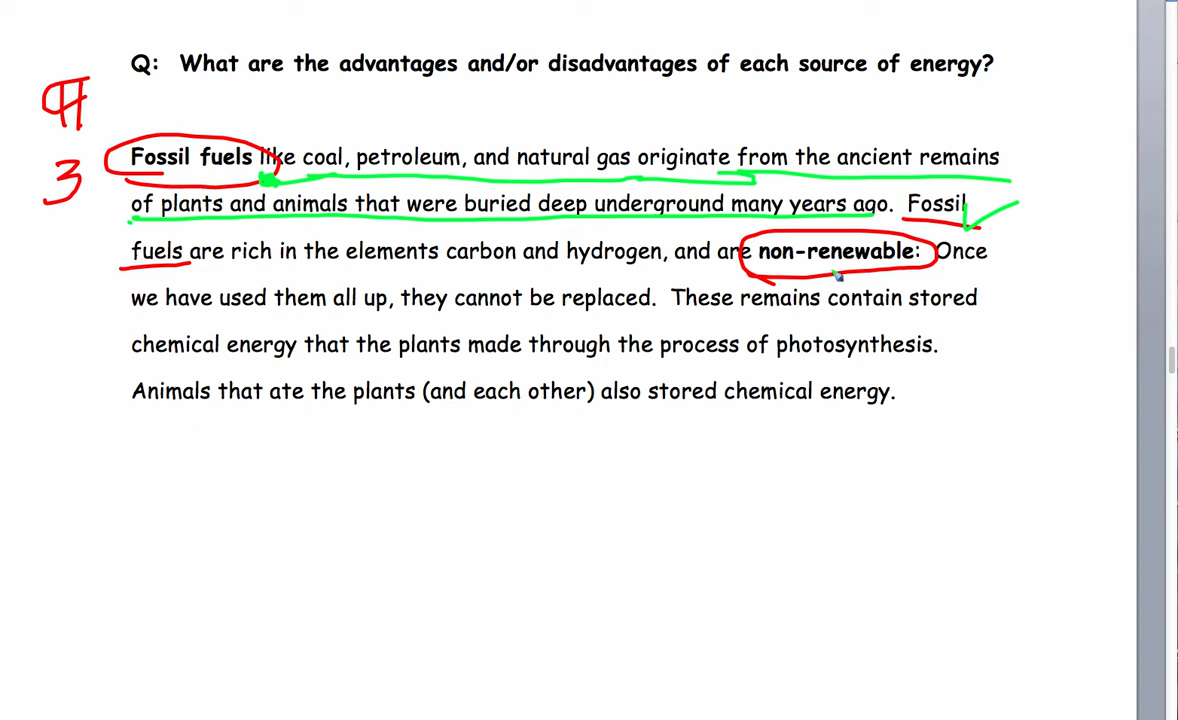 Q: What are the advantages and/or disadvantages of each source of energy?
¶
3
Fossil fuels like coal, petroleum, and natural gas originate from the ancient remains
of plants and animals that were buried deep underground many years ago. Fossil
fuels are rich in the elements carbon and hydrogen, and are non-renewable: Once
we have used them all up, they cannot be replaced. These remains contain stored
chemical energy that the plants made through the process of photosynthesis.
Animals that ate the plants (and each other) also stored chemical energy.